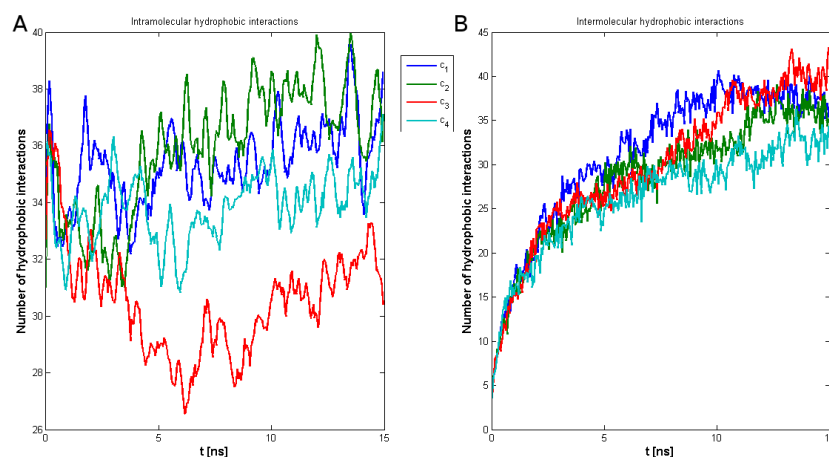 A
Intramolecular hydrophobic interactions
Number of hydrophobic interactions
40
38
36
34
32
30
28
26
0
5
10
15
t [ns]
c1
c2
c3
c4
B
Intermolecular hydrophobic interactions
Number of hydrophobic interactions
45
40
35
30
25
20
15
10
5
0
0
5
10
15
t [ns]